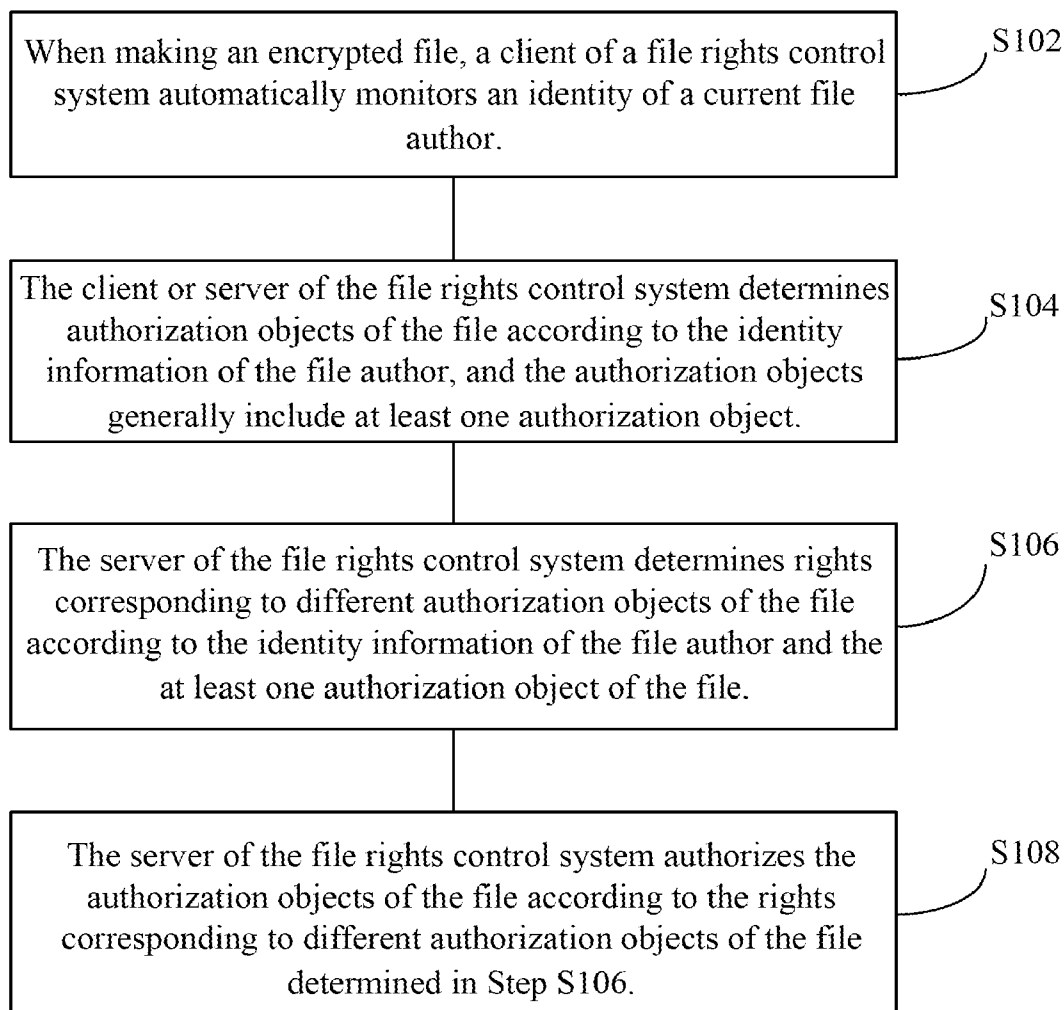 When making an encrypted file, a client of a file rights control
system automatically monitors an identity of a current file
author.
S102
The client or server of the file rights control system determines
authorization objects of the file according to the identity
information of the file author, and the authorization objects
generally include at least one authorization object.
S104
The server of the file rights control system determines rights
corresponding to different authorization objects of the file
according to the identity information of the file author and the
at least one authorization object of the file.
S106
The server of the file rights control system authorizes the
authorization objects of the file according to the rights
corresponding to different authorization objects of the file
determined in Step S106.
S108